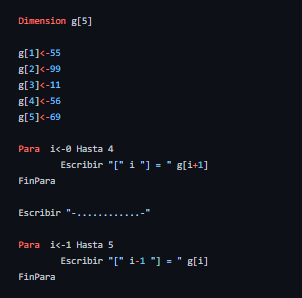 Dimension g[5]
g[1]<-55
g[2]<-99
g[3]<-11
g[4]<-56
g[5]<-69
Para i<-0 Hasta 4
Escribir "[" i "] = " g[i+1]
FinPara
Escribir "-............-"
Para i<-1 Hasta 5
Escribir "[" i-1 "] = " g[i]
FinPara